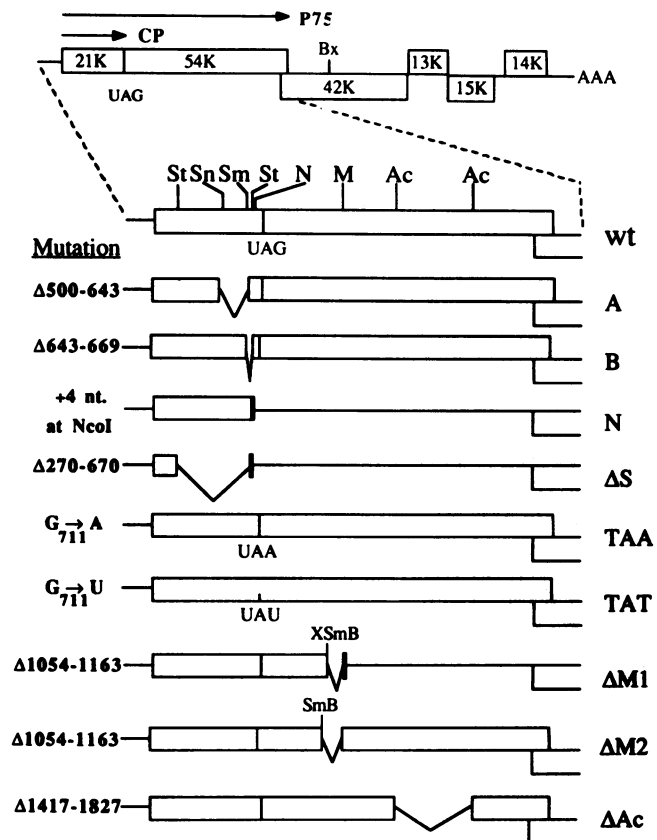 P75
CP
Bx
21K 54K 13K 14K
AAA
42K 15K
UAG
St Sn Sm St N M Ac Ac
wt
Mutation
UAG
Δ500-643 A
Δ643-669 B
+4 nt.
at NcoI N
Δ270-670 ΔS
G → A TAA
711
UAA
G → U TAT
711
UAU
XSmB
Δ1054-1163 ΔM1
SmB
Δ1054-1163 ΔM2
Δ1417-1827 ΔAc